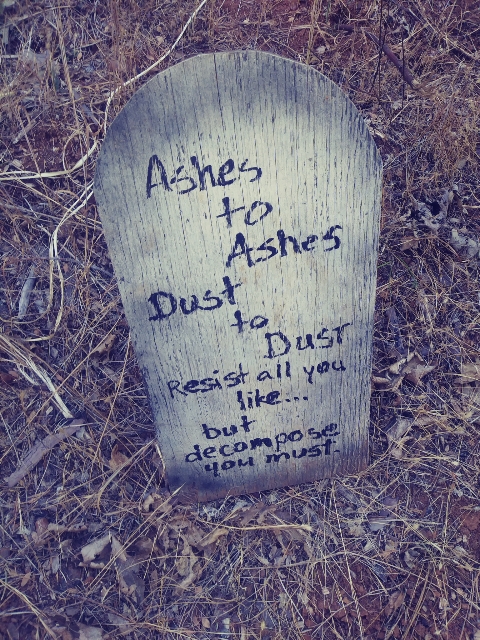 Ashes
to
Ashes
Dust
to
Dust
Resist all you
like...
but
decompose
you must.